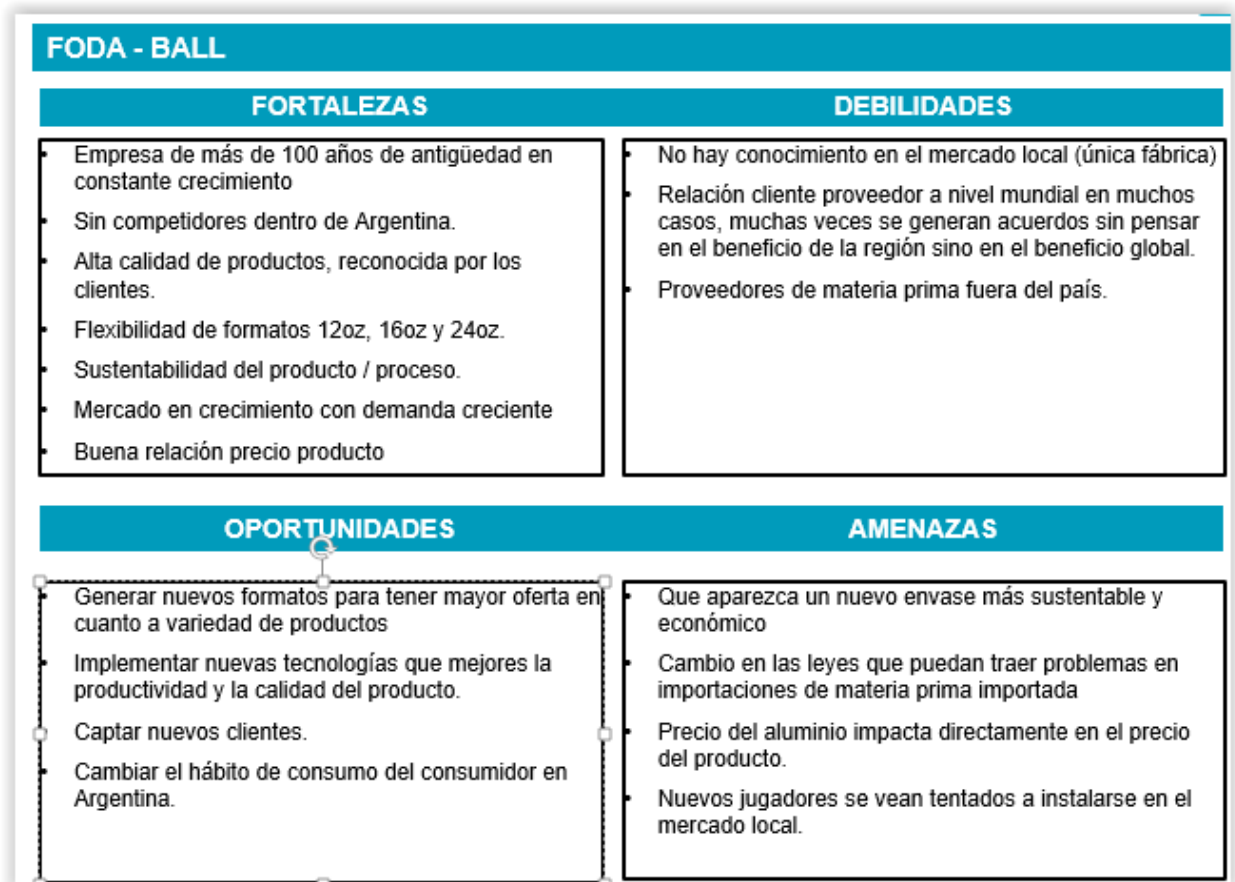 FODA - BALL
FORTALEZAS
• Empresa de más de 100 años de antigüedad en
constante crecimiento
• Sin competidores dentro de Argentina.
• Alta calidad de productos, reconocida por los
clientes.
• Flexibilidad de formatos 12oz, 16oz y 24oz.
• Sustentabilidad del producto / proceso.
• Mercado en crecimiento con demanda creciente
• Buena relación precio producto
DEBILIDADES
• No hay conocimiento en el mercado local (única fábrica)
• Relación cliente proveedor a nivel mundial en muchos
casos, muchas veces se generan acuerdos sin pensar
en el beneficio de la región sino en el beneficio global.
• Proveedores de materia prima fuera del país.
OPORTUNIDADES
• Generar nuevos formatos para tener mayor oferta en
cuanto a variedad de productos
• Implementar nuevas tecnologías que mejores la
productividad y la calidad del producto.
• Captar nuevos clientes.
• Cambiar el hábito de consumo del consumidor en
Argentina.
AMENAZAS
• Que aparezca un nuevo envase más sustentable y
económico
• Cambio en las leyes que puedan traer problemas en
importaciones de materia prima importada
• Precio del aluminio impacta directamente en el precio
del producto.
• Nuevos jugadores se vean tentados a instalarse en el
mercado local.